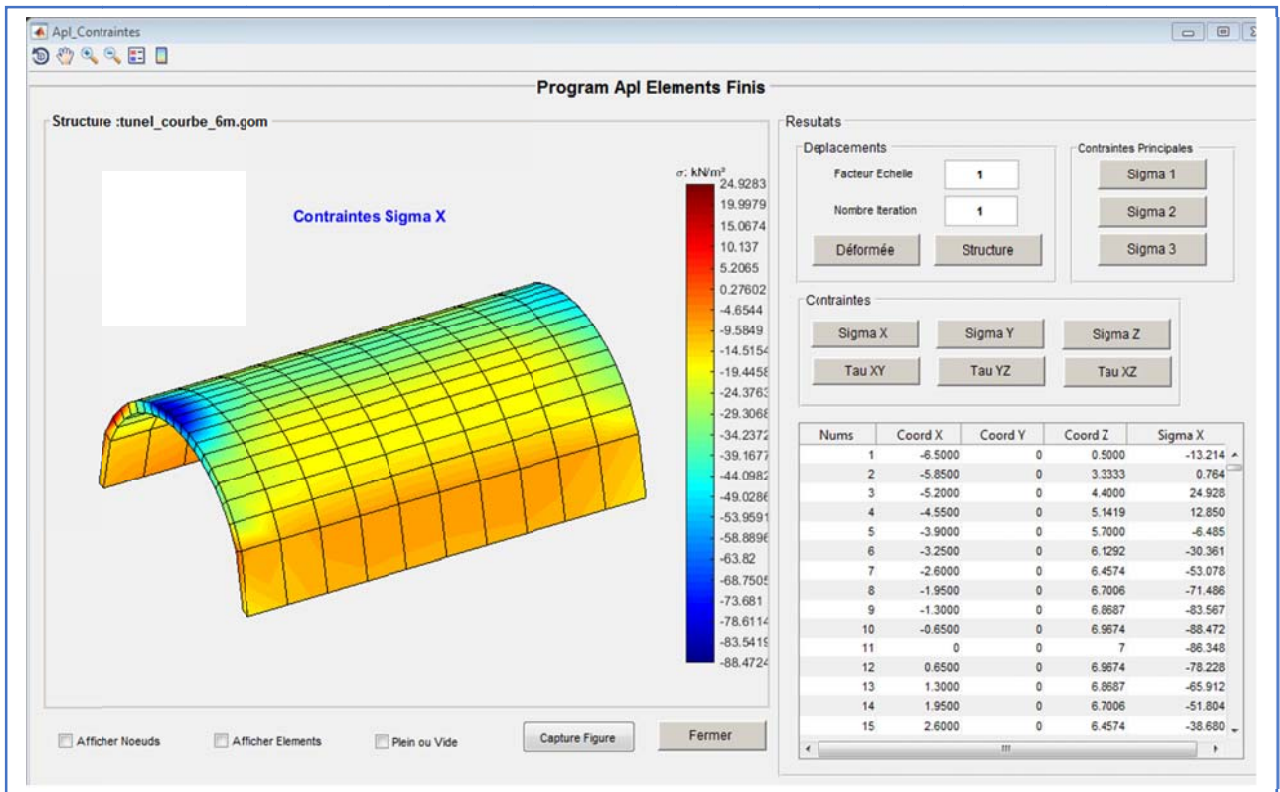 Apl_Contraintes
Program Apl Elements Finis
Structure :tunel_courbe_6m.gom
Contraintes Sigma X
σ: kN/m²
24.9283
19.9979
15.0674
10.137
5.2065
0.27602
-4.6544
-9.5849
-14.5154
-19.4458
-24.3763
-29.3068
-34.2372
-39.1677
-44.0982
-49.0286
-53.9591
-58.8896
-63.82
-68.7505
-73.681
-78.6114
-83.5419
-88.4724
Afficher Noeuds
Afficher Elements
Plein ou Vide
Capture Figure
Fermer
Resutats
Deplacements
Facteur Echelle 1
Nombre Iteration 1
Déformée Structure
Contraintes Principales
Sigma 1
Sigma 2
Sigma 3
Contraintes
Sigma X Sigma Y Sigma Z
Tau XY Tau YZ Tau XZ
Nums Coord X Coord Y Coord Z Sigma X
1 -6.5000 0 0.5000 -13.214
2 -5.8500 0 3.3333 0.764
3 -5.2000 0 4.4000 24.928
4 -4.5500 0 5.1419 12.850
5 -3.9000 0 5.7000 -6.485
6 -3.2500 0 6.1292 -30.361
7 -2.6000 0 6.4574 -53.078
8 -1.9500 0 6.7006 -71.486
9 -1.3000 0 6.8687 -83.567
10 -0.6500 0 6.9674 -88.472
11 0 0 7 -86.348
12 0.6500 0 6.9674 -78.228
13 1.3000 0 6.8687 -65.912
14 1.9500 0 6.7006 -51.804
15 2.6000 0 6.4574 -38.680